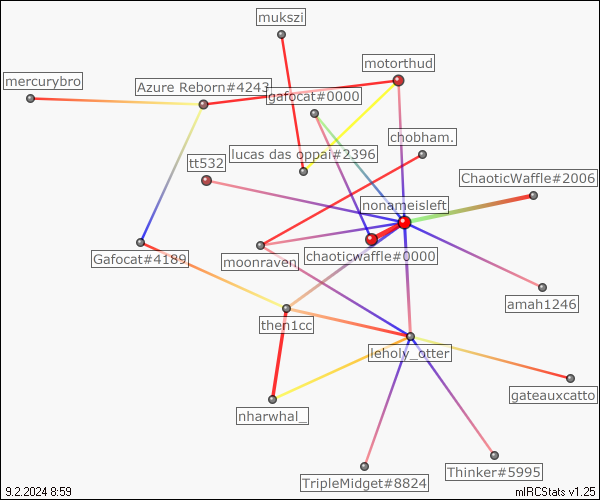 mukszi
motorthud
mercurybro
Azure Reborn#4243
gafocat#0000
chobham.
lucas das oppai#2396
tt532
ChaoticWaffle#2006
nonameisleft
Gafocat#4189
moonraven
chaoticwaffle#0000
amah1246
then1cc
leholy_otter
gateauxcatto
nharwhal_
TripleMidget#8824
Thinker#5995
9.2.2024 8:59
mIRCStats v1.25